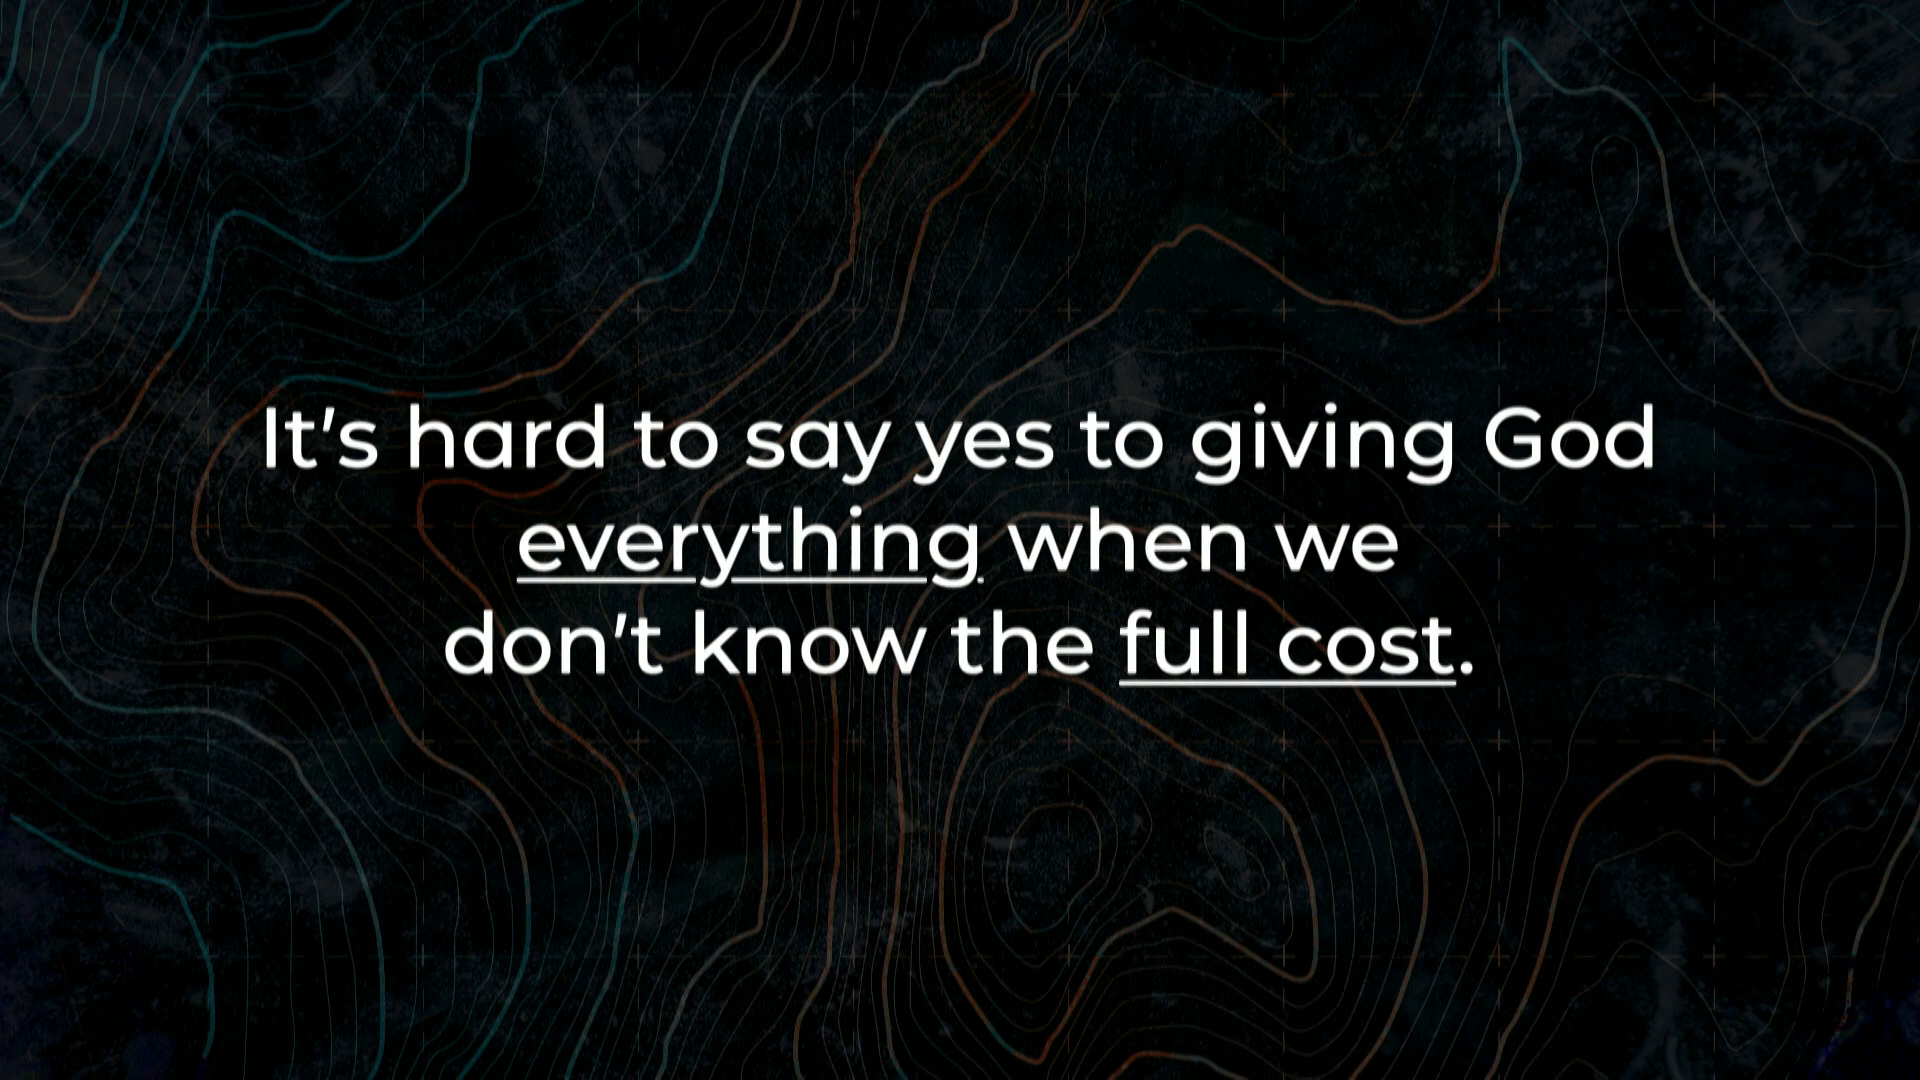 It's hard to say yes to giving God
everything when we
don't know the full cost.